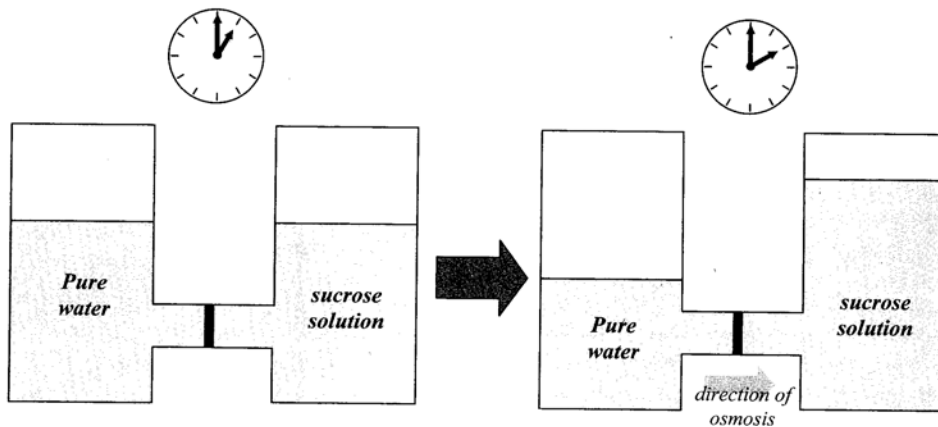 Pure
water
sucrose
solution
Pure
water
sucrose
solution
direction of
osmosis